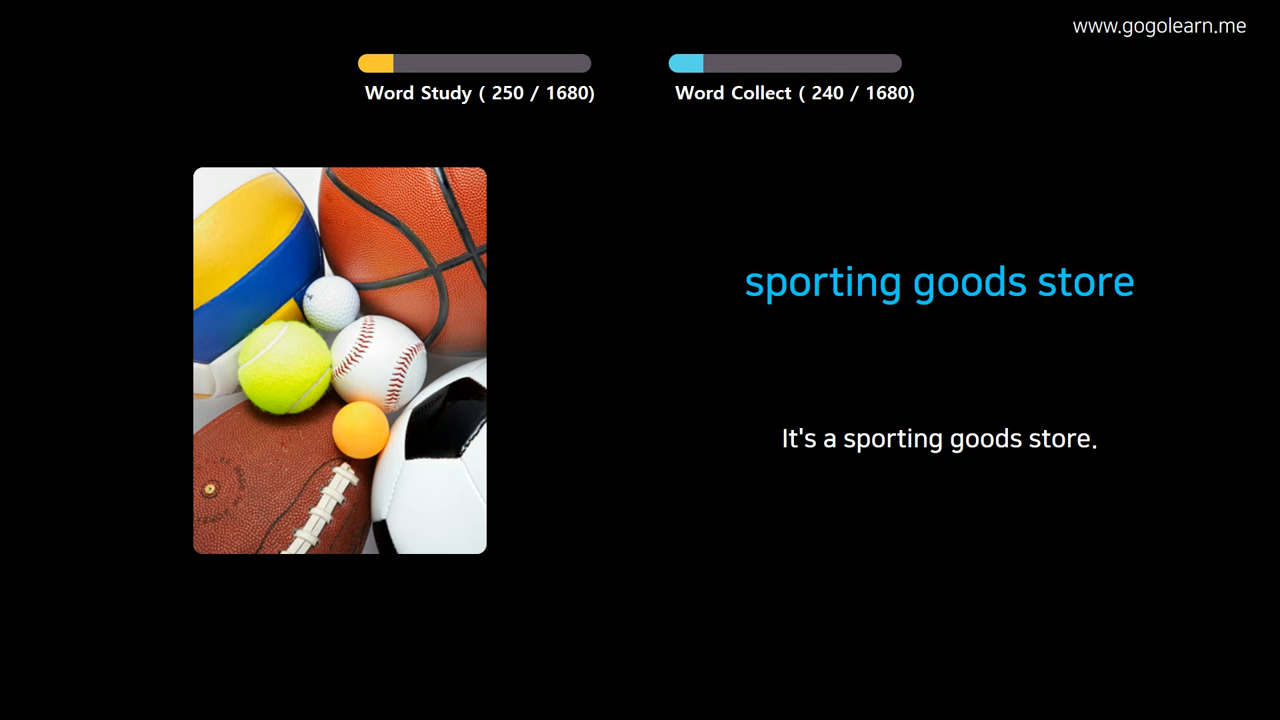 www.gogolearn.me
Word Study ( 250 / 1680)
Word Collect ( 240 / 1680)
sporting goods store
It's a sporting goods store.